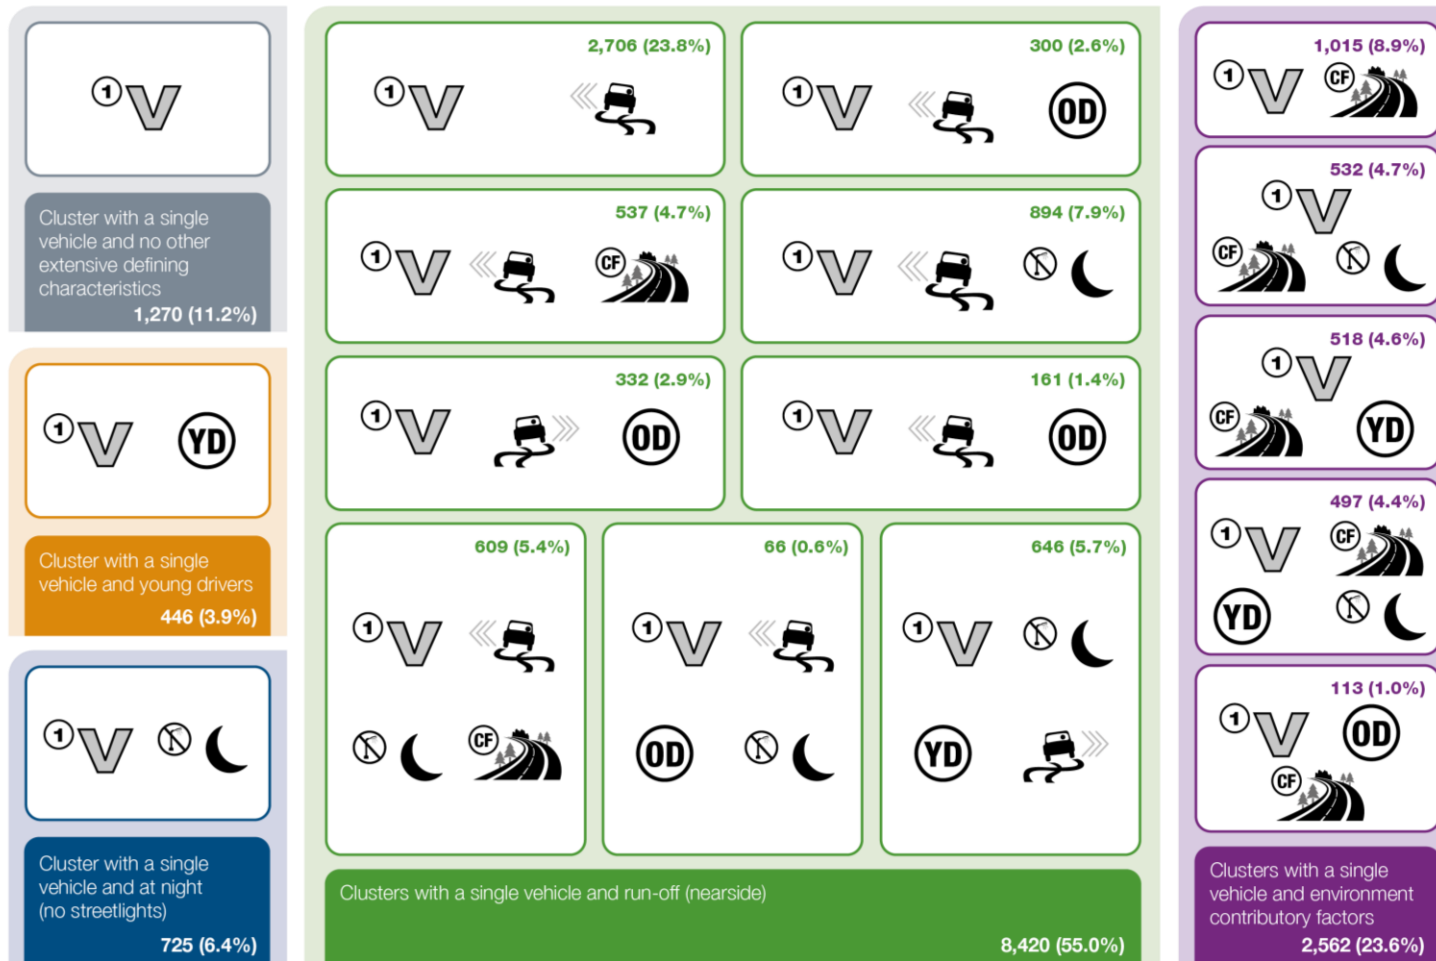 1 V
Cluster with a single
vehicle and no other
extensive defining
characteristics
1,270 (11.2%)
1 V YD
Cluster with a single
vehicle and young drivers
446 (3.9%)
1 V
Cluster with a single
vehicle and at night
(no streetlights)
725 (6.4%)
2,706 (23.8%)
1 V
300 (2.6%)
1 V OD
537 (4.7%)
1 V CF
894 (7.9%)
1 V
332 (2.9%)
1 V OD
161 (1.4%)
1 V OD
609 (5.4%)
1 V
CF
66 (0.6%)
1 V
OD
646 (5.7%)
1 V
YD
Clusters with a single vehicle and run-off (nearside)
8,420 (55.0%)
1,015 (8.9%)
1 V CF
532 (4.7%)
1 V
CF
518 (4.6%)
1 V
CF YD
497 (4.4%)
1 V CF
YD
113 (1.0%)
1 V OD
CF
Clusters with a single
vehicle and environment
contributory factors
2,562 (23.6%)